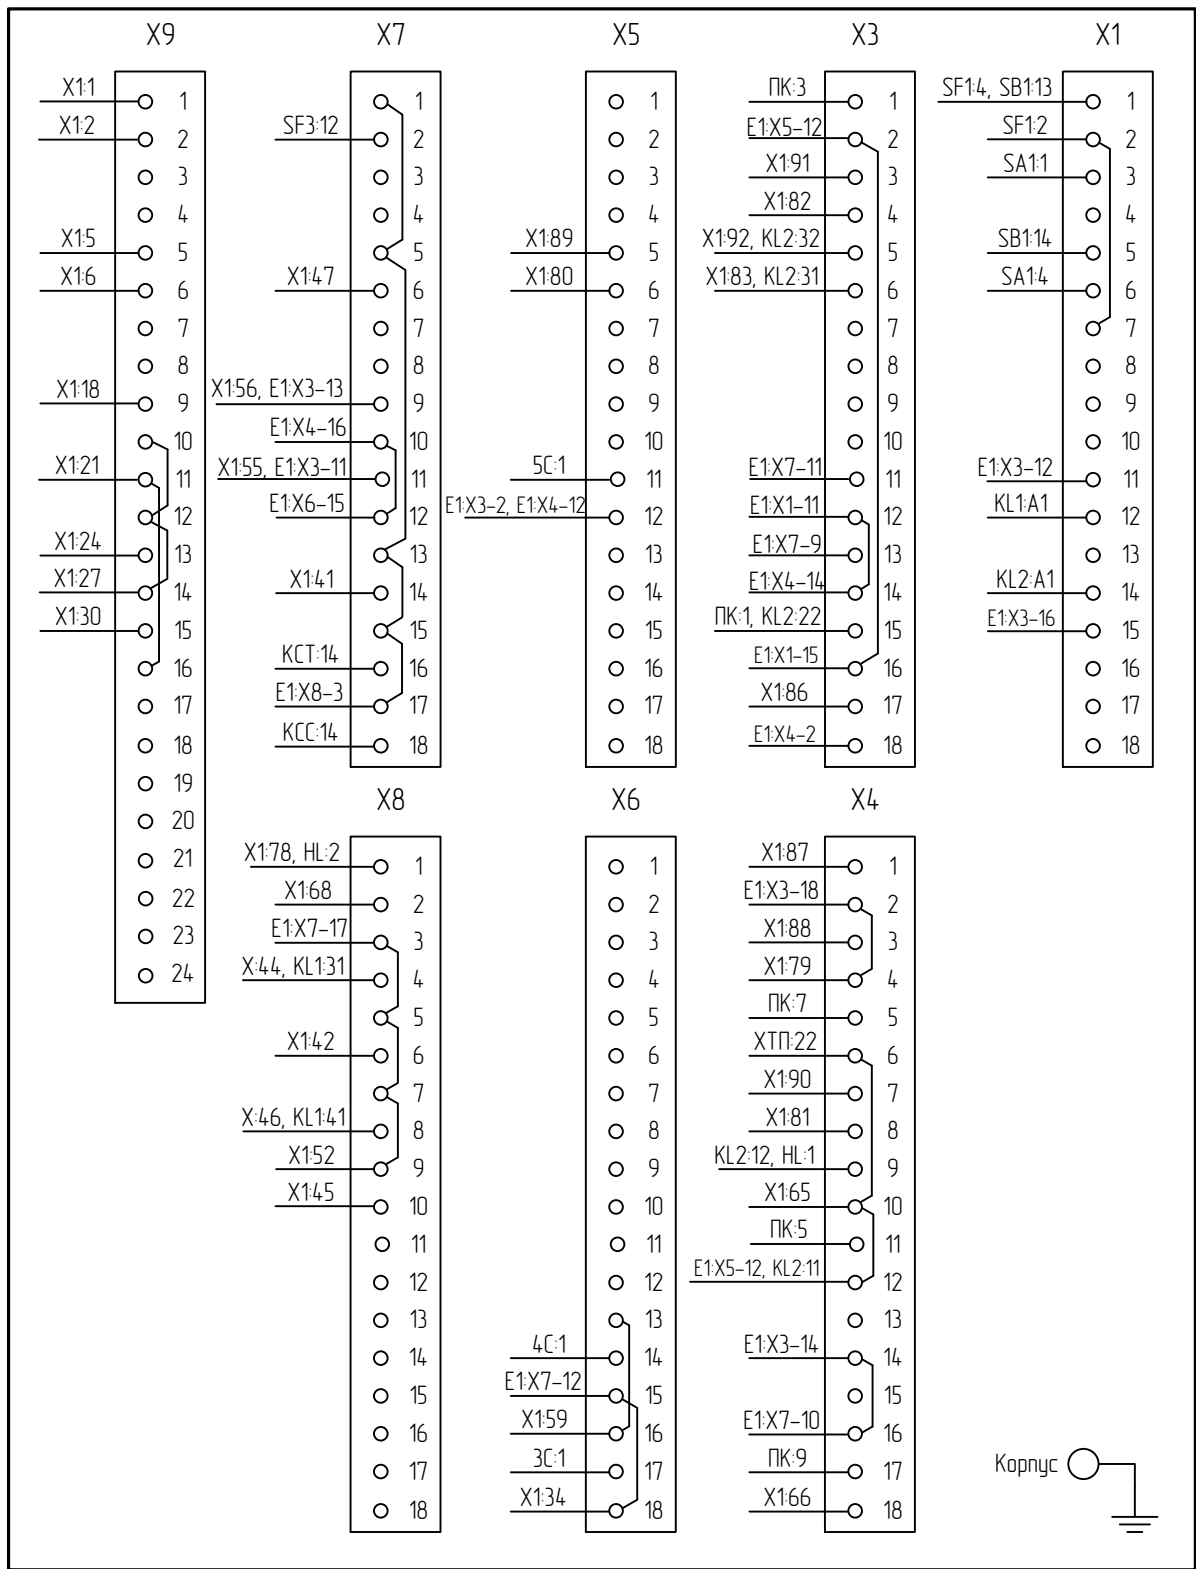 X9
X1:1 1
X1:2 2
3
4
X1:5 5
X1:6 6
7
8
X1:18 9
10
X1:21 11
12
X1:24 13
X1:27 14
X1:30 15
16
17
18
19
20
21
22
23
24
X7
1
SF3:12 2
3
4
5
X1:47 6
7
8
X1:56, E1:X3-13 9
E1:X4-16 10
X1:55, E1:X3-11 11
E1:X6-15 12
13
X1:41 14
15
КСТ:14 16
E1:X8-3 17
КСС:14 18
X5
1
2
3
4
X1:89 5
X1:80 6
7
8
9
10
5С:1 11
E1:X3-2, E1:X4-12 12
13
14
15
16
17
18
X3
ПК:3 1
E1:X5-12 2
X1:91 3
X1:82 4
X1:92, KL2:32 5
X1:83, KL2:31 6
7
8
9
10
E1:X7-11 11
E1:X1-11 12
E1:X7-9 13
E1:X4-14 14
ПК:1, KL2:22 15
E1:X1-15 16
X1:86 17
E1:X4-2 18
X1
SF1:4, SB1:13 1
SF1:2 2
SA1:1 3
4
SB1:14 5
SA1:4 6
7
8
9
10
E1:X3-12 11
KL1:A1 12
13
KL2:A1 14
E1:X3-16 15
16
17
18
X8
X1:78, HL:2 1
X1:68 2
E1:X7-17 3
X:44, KL1:31 4
5
X1:42 6
7
X:46, KL1:41 8
X1:52 9
X1:45 10
11
12
13
14
15
16
17
18
X6
1
2
3
4
5
6
7
8
9
10
11
12
13
4С:1 14
E1:X7-12 15
X1:59 16
3С:1 17
X1:34 18
X4
X1:87 1
E1:X3-18 2
X1:88 3
X1:79 4
ПК:7 5
ХТП:22 6
X1:90 7
X1:81 8
KL2:12, HL:1 9
X1:65 10
ПК:5 11
E1:X5-12, KL2:11 12
13
E1:X3-14 14
15
E1:X7-10 16
ПК:9 17
X1:66 18
Корпус